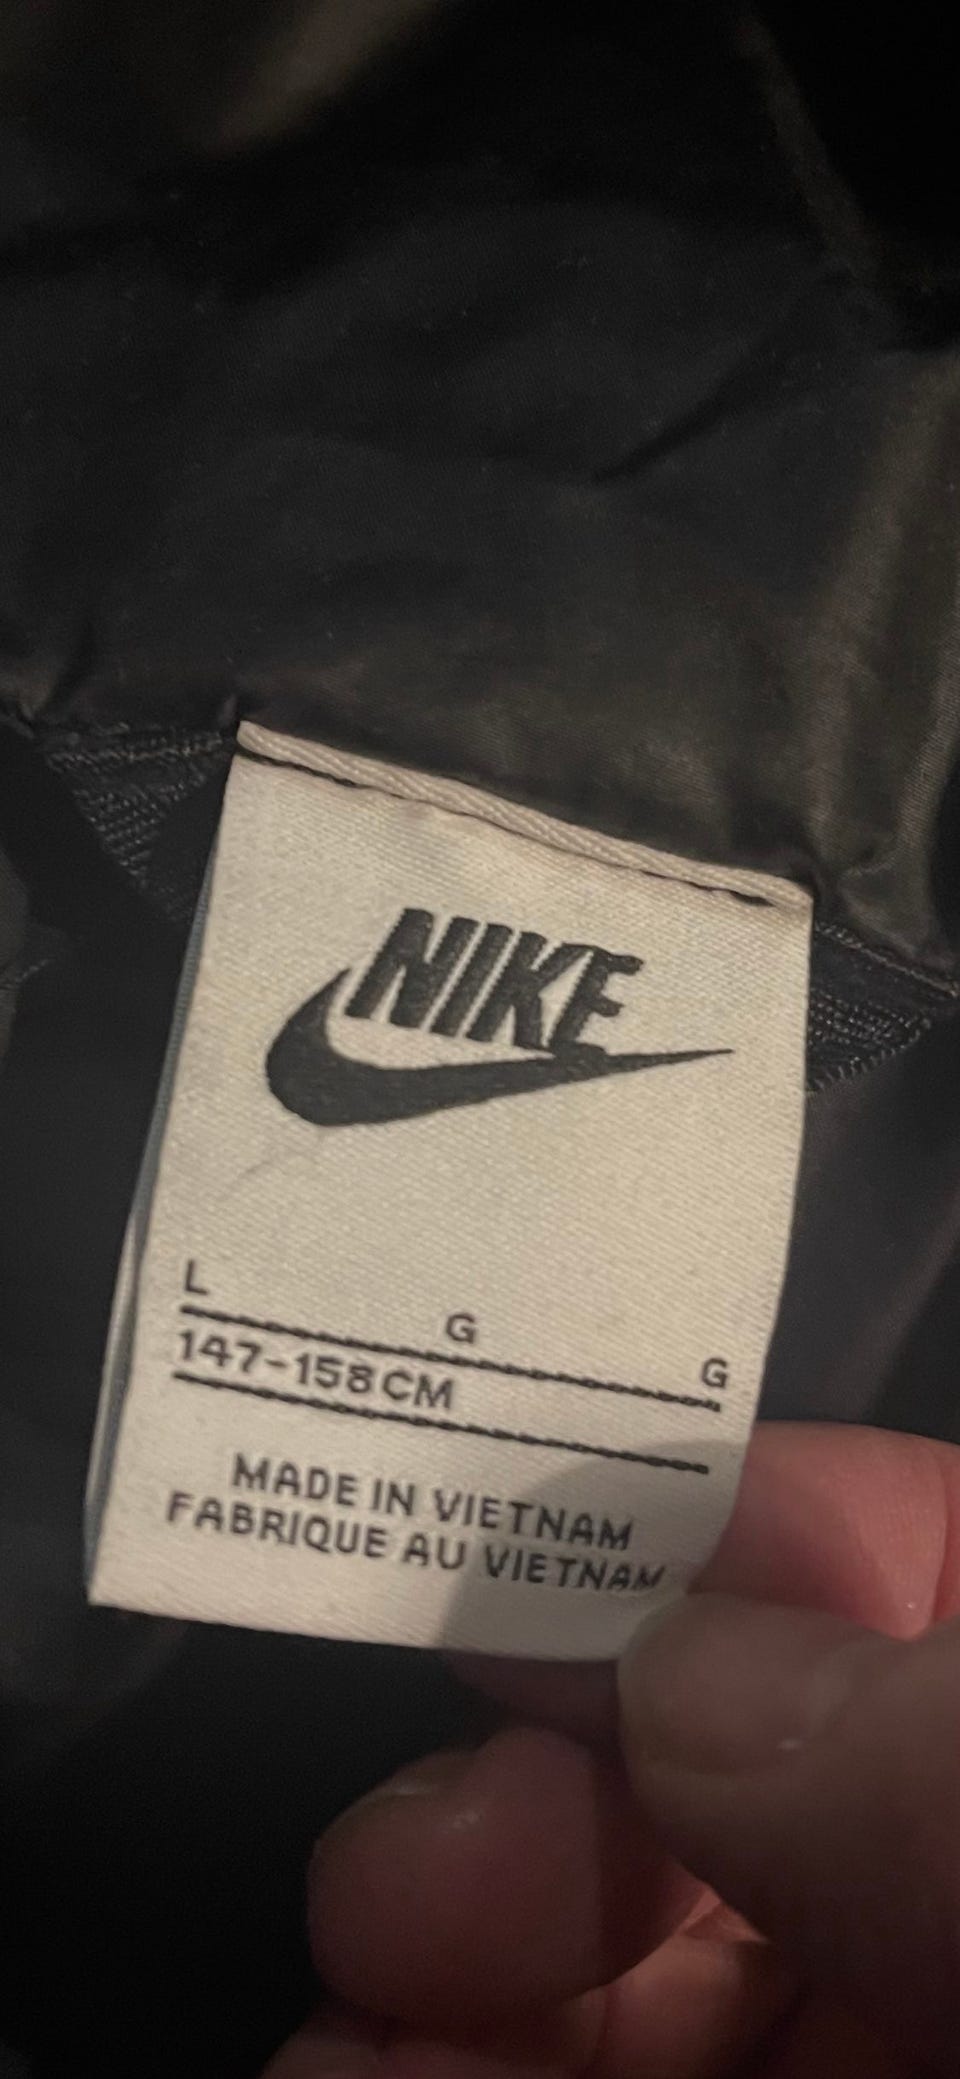 NIKE
L G G
147-158CM
MADE IN VIETNAM
FABRIQUE AU VIETNAM